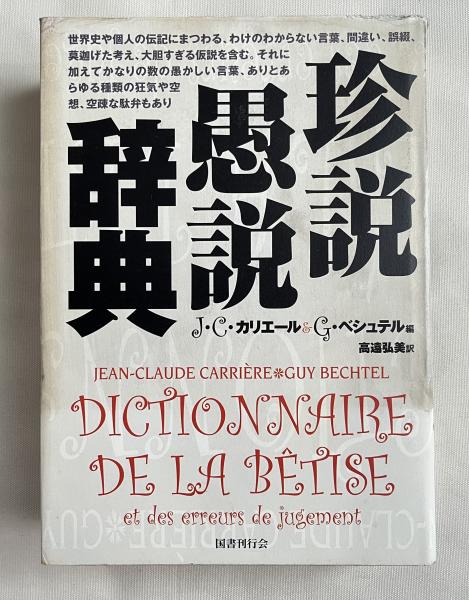 世界史や個人の伝記にまつわる、わけのわからない言葉、間違い、誤綴、
莫迦げた考え、大胆すぎる仮説を含む。それに
加えてかなりの数の愚かしい言葉、ありとあ
らゆる種類の狂気や空
想、空疎な駄弁もあり
珍説
愚説
辞典
J・C・カリエール&G・ベシュテル編
高遠弘美訳
JEAN-CLAUDE CARRIÈRE❊GUY BECHTEL
DICTIONNAIRE
DE LA BÊTISE
et des erreurs de jugement
国書刊行会